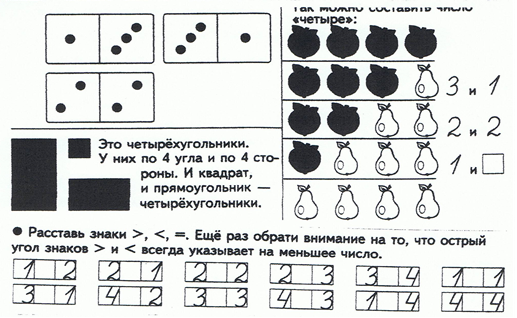 так можно составить число
«четыре»:
3 и 1
2 и 2
1 и
Это четырёхугольники.
У них по 4 угла и по 4 сто-
роны. И квадрат,
и прямоугольник —
четырёхугольники.
● Расставь знаки >, <, =. Ещё раз обрати внимание на то, что острый
угол знаков > и < всегда указывает на меньшее число.
1 2 2 1 2 2 2 3 3 4 1 1
3 1 4 2 3 3 4 3 1 4 4 4